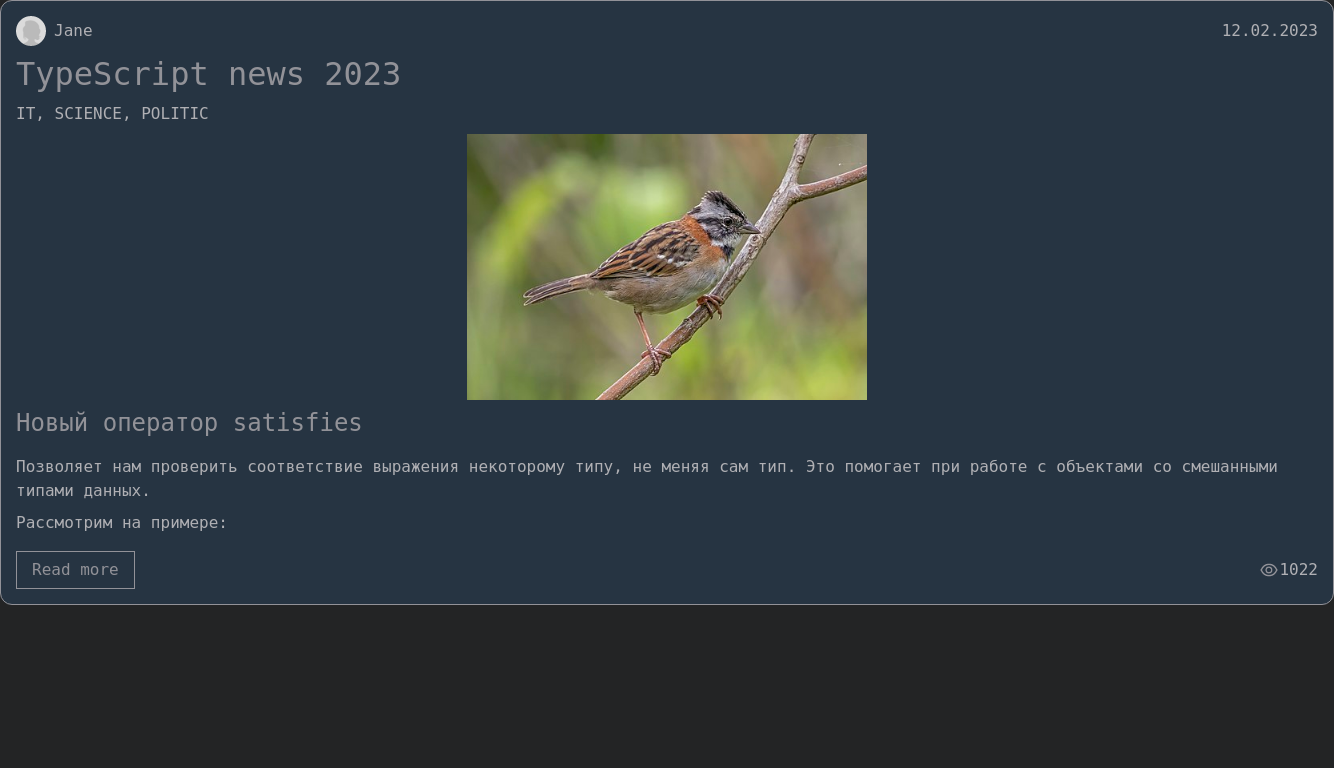 Jane
12.02.2023
TypeScript news 2023
IT, SCIENCE, POLITIC
Новый оператор satisfies
Позволяет нам проверить соответствие выражения некоторому типу, не меняя сам тип. Это помогает при работе с объектами со смешанными
типами данных.
Рассмотрим на примере:
Read more
1022